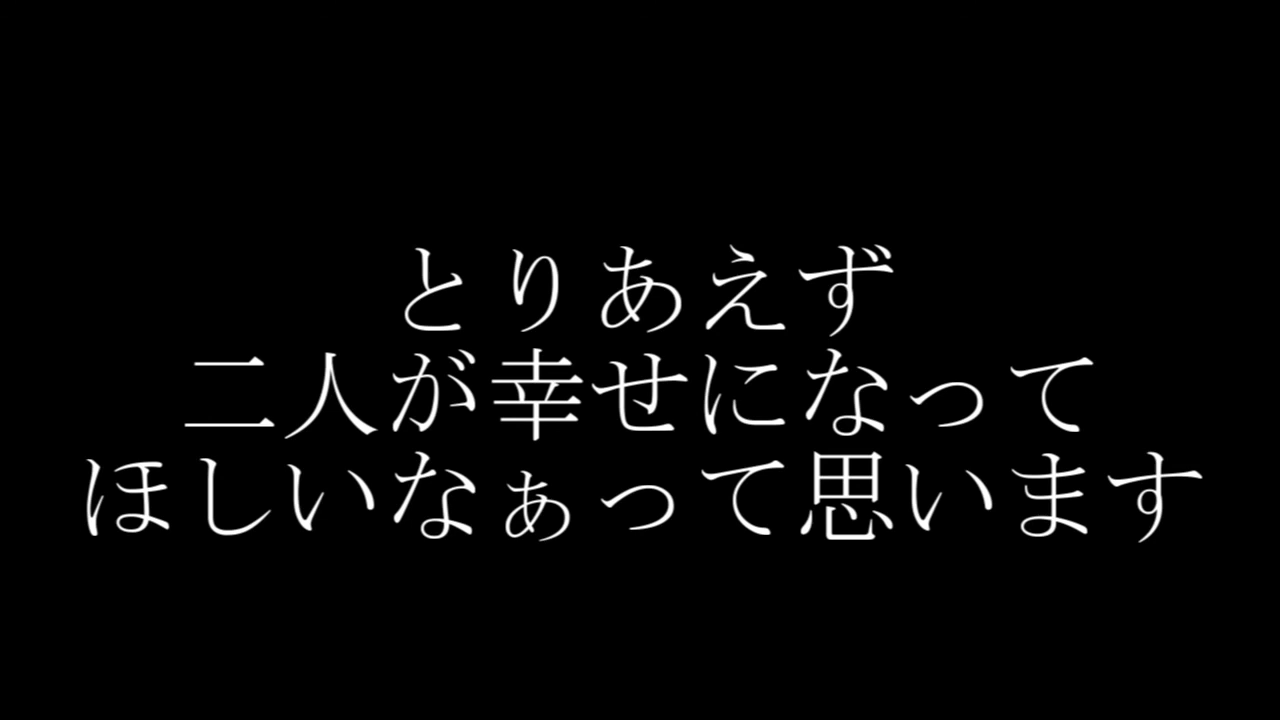 とりあえず
二人が幸せになって
ほしいなぁって思います